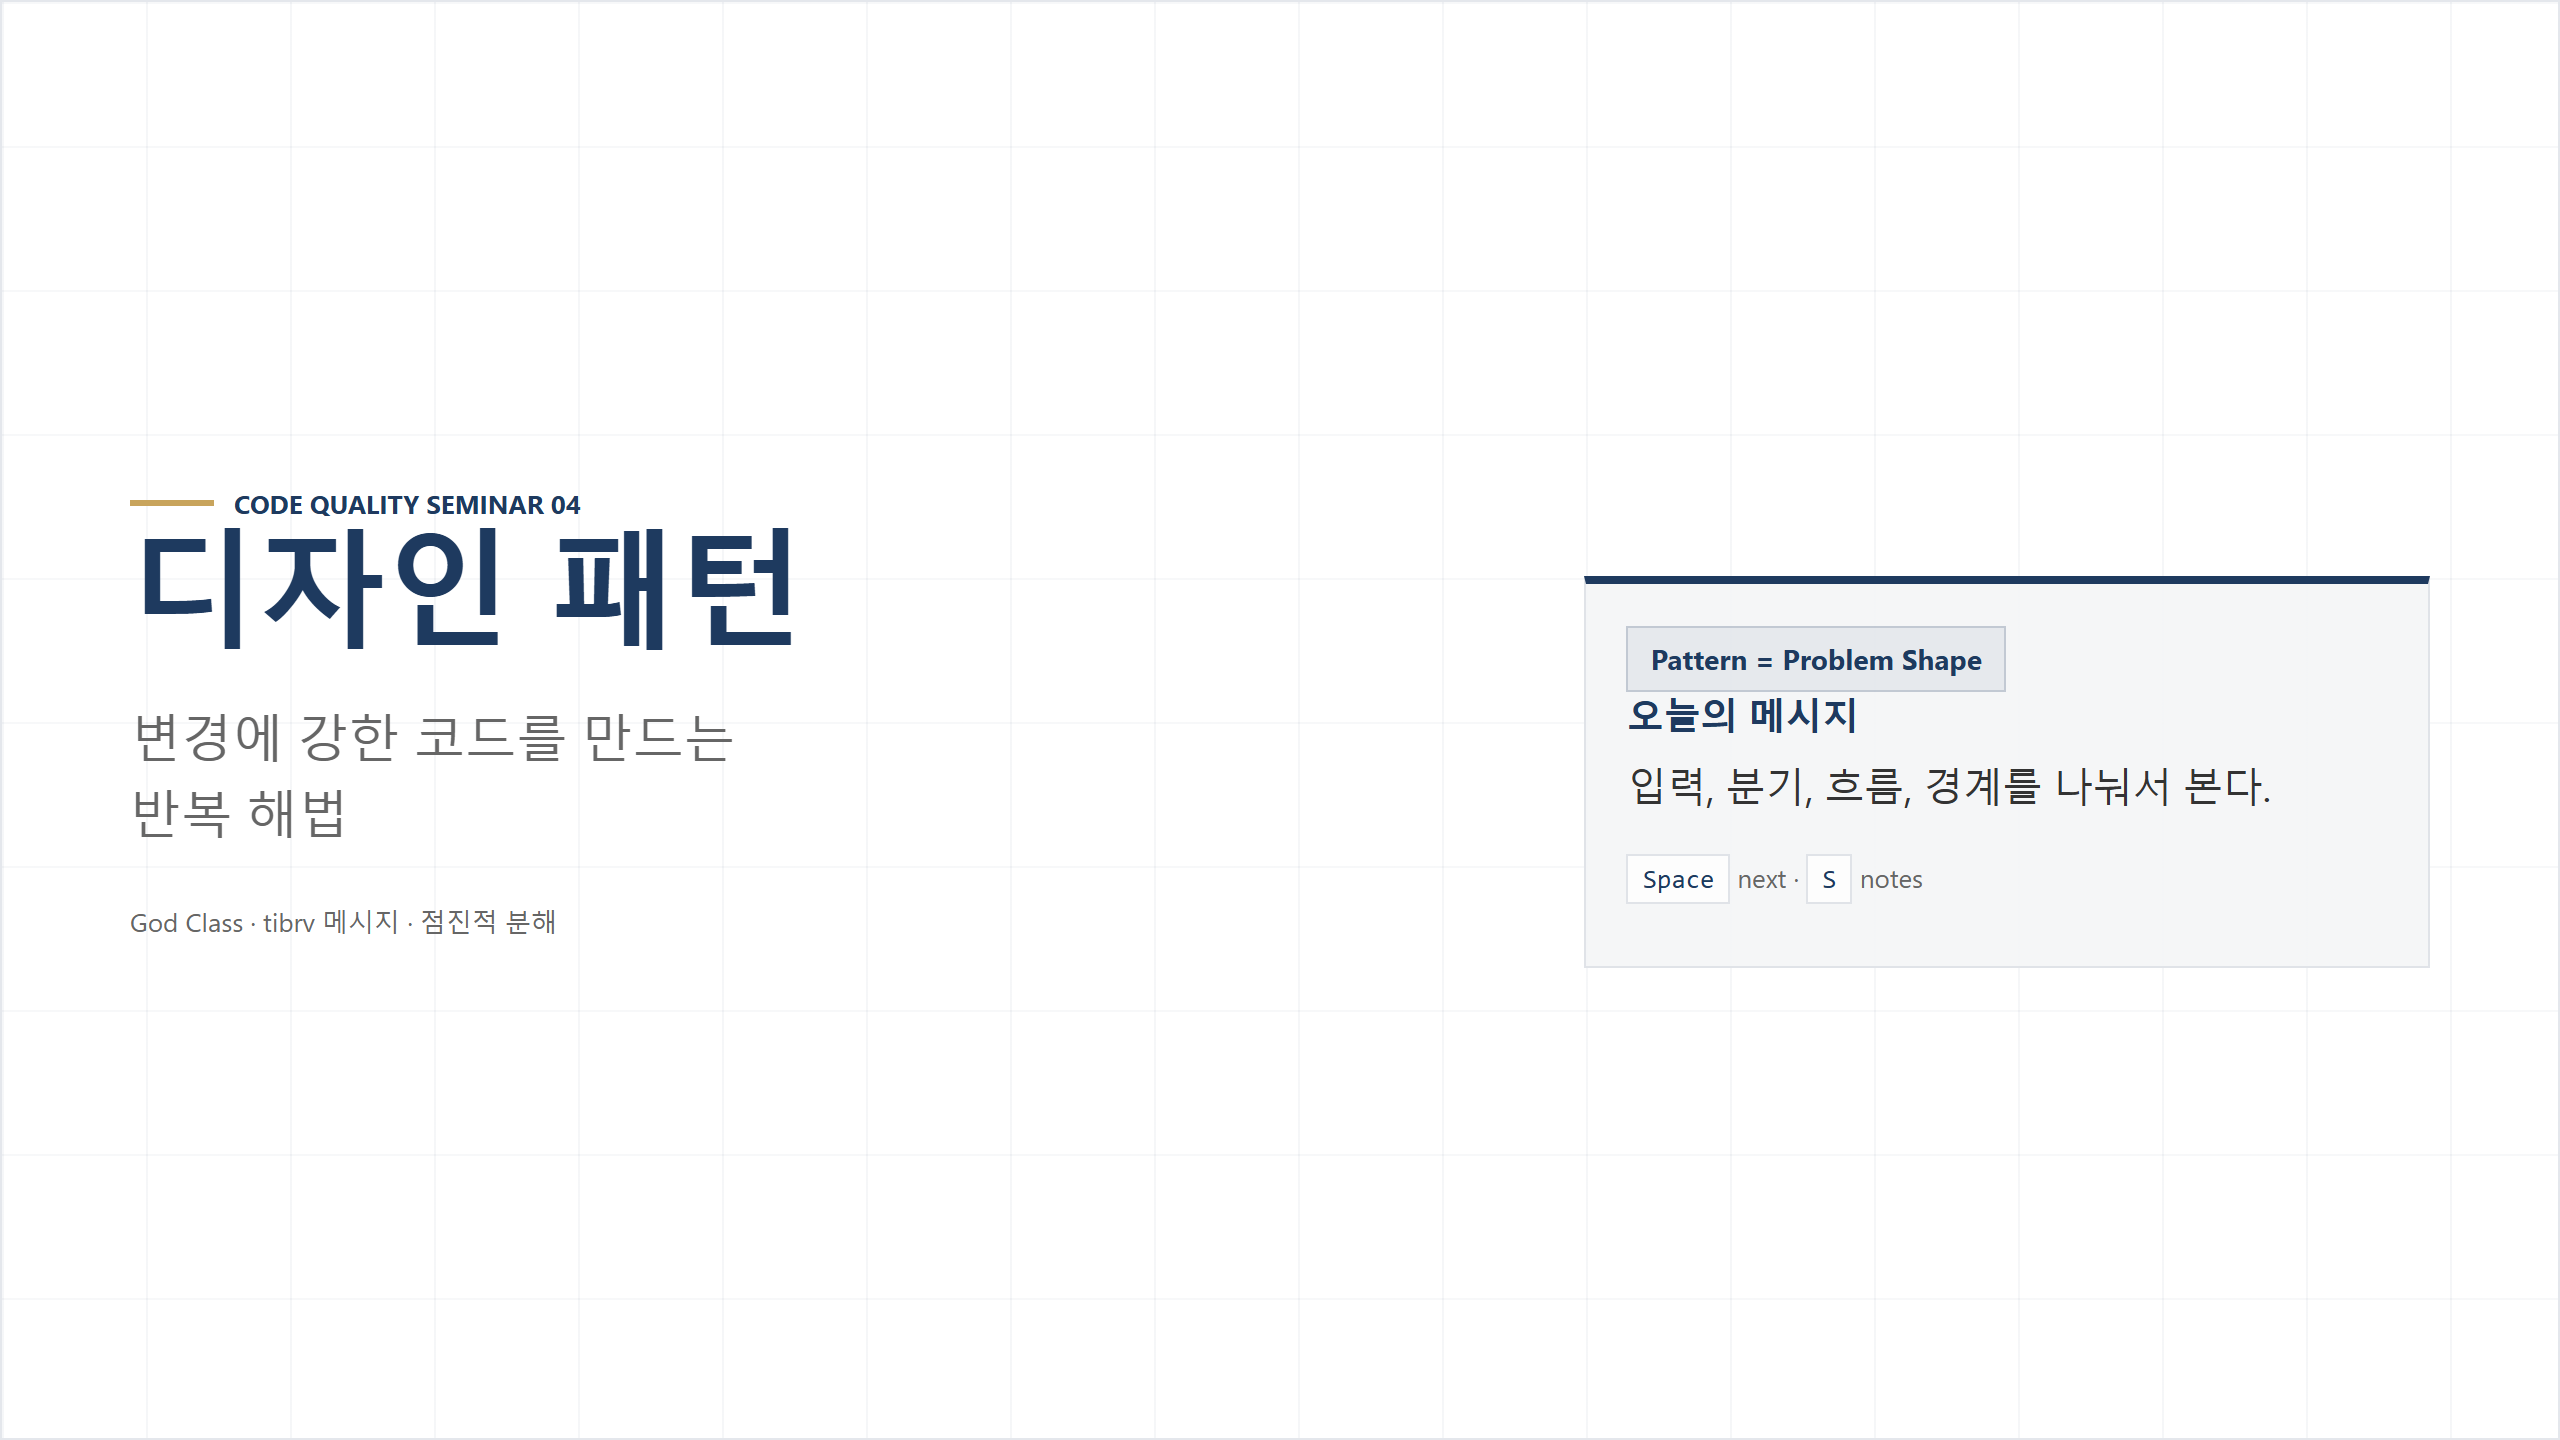 CODE QUALITY SEMINAR 04
디자인 패턴
변경에 강한 코드를 만드는
반복 해법
God Class · tibrv 메시지 · 점진적 분해
Pattern = Problem Shape
오늘의 메시지
입력, 분기, 흐름, 경계를 나눠서 본다.
Space next · S notes